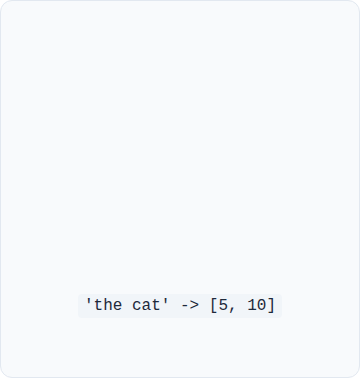 'the cat' -> [5, 10]